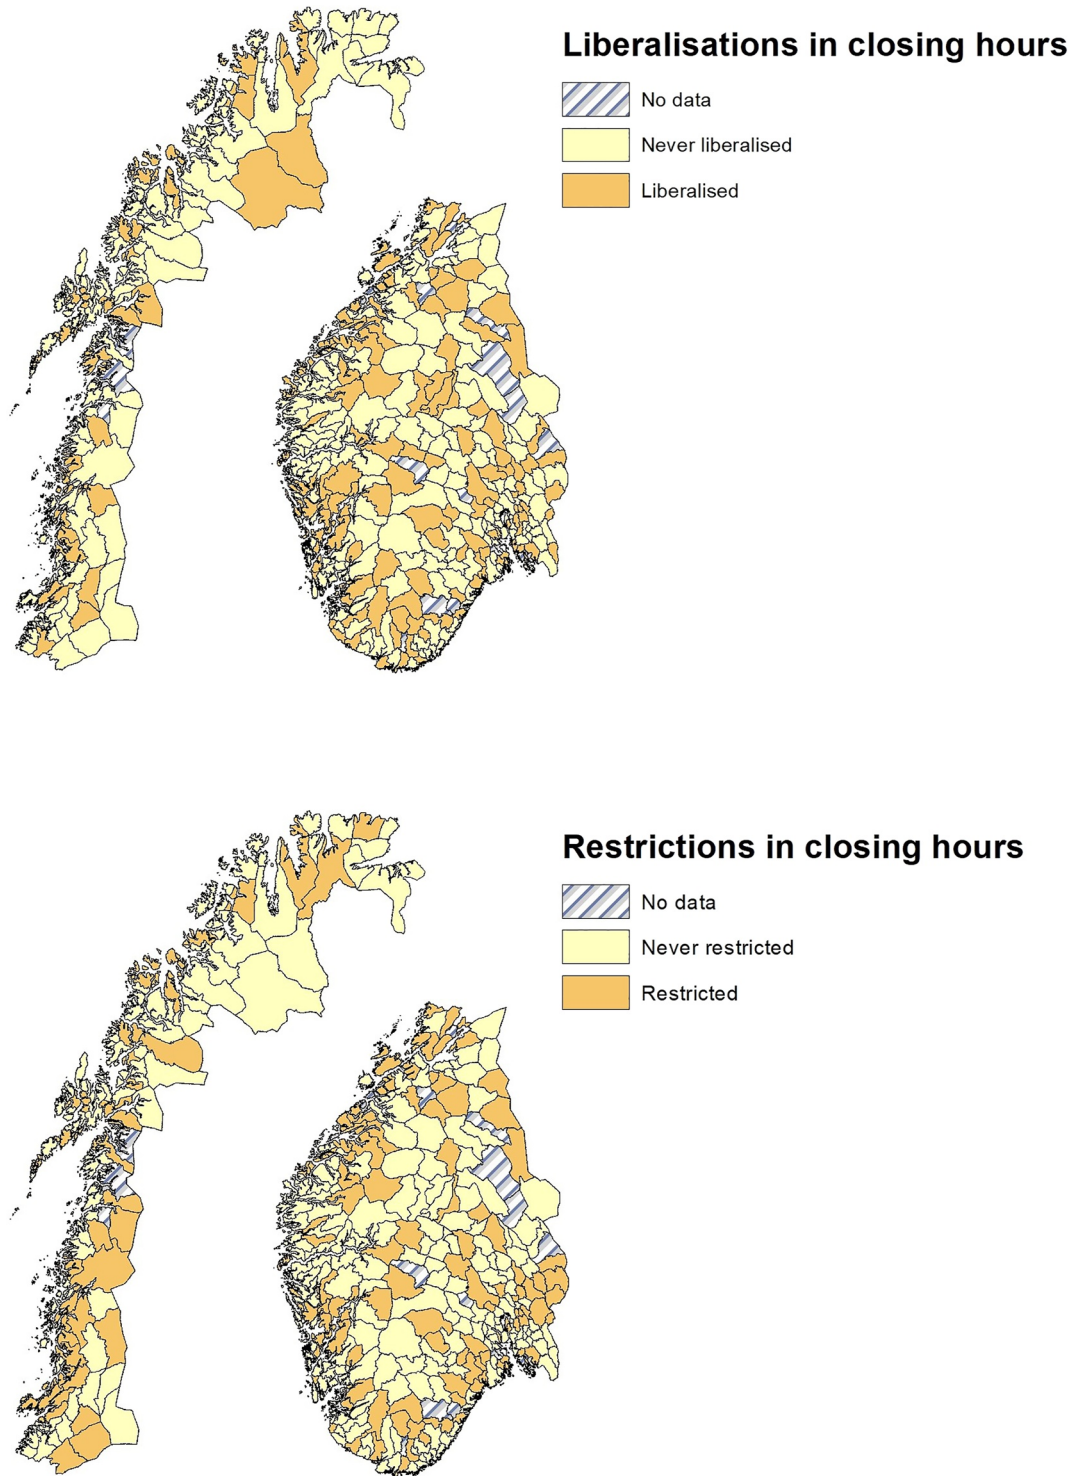 Liberalisations in closing hours
No data
Never liberalised
Liberalised
Restrictions in closing hours
No data
Never restricted
Restricted